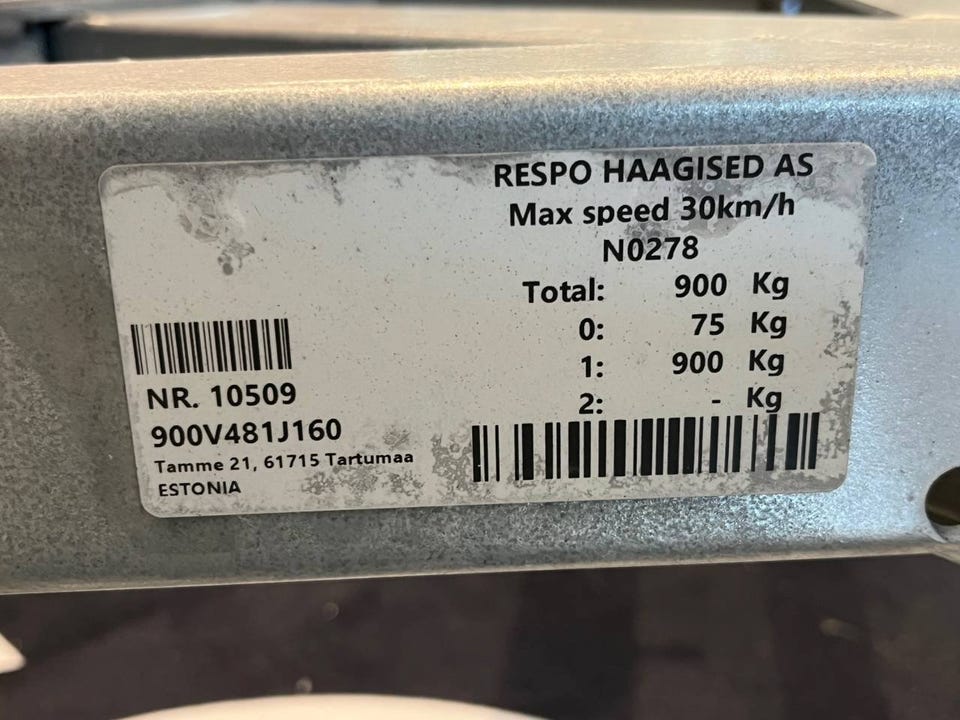 RESPO HAAGISED AS
Max speed 30km/h
N0278
Total: 900 Kg
0: 75 Kg
1: 900 Kg
2: - Kg
NR. 10509
900V481J160
Tamme 21, 61715 Tartumaa
ESTONIA